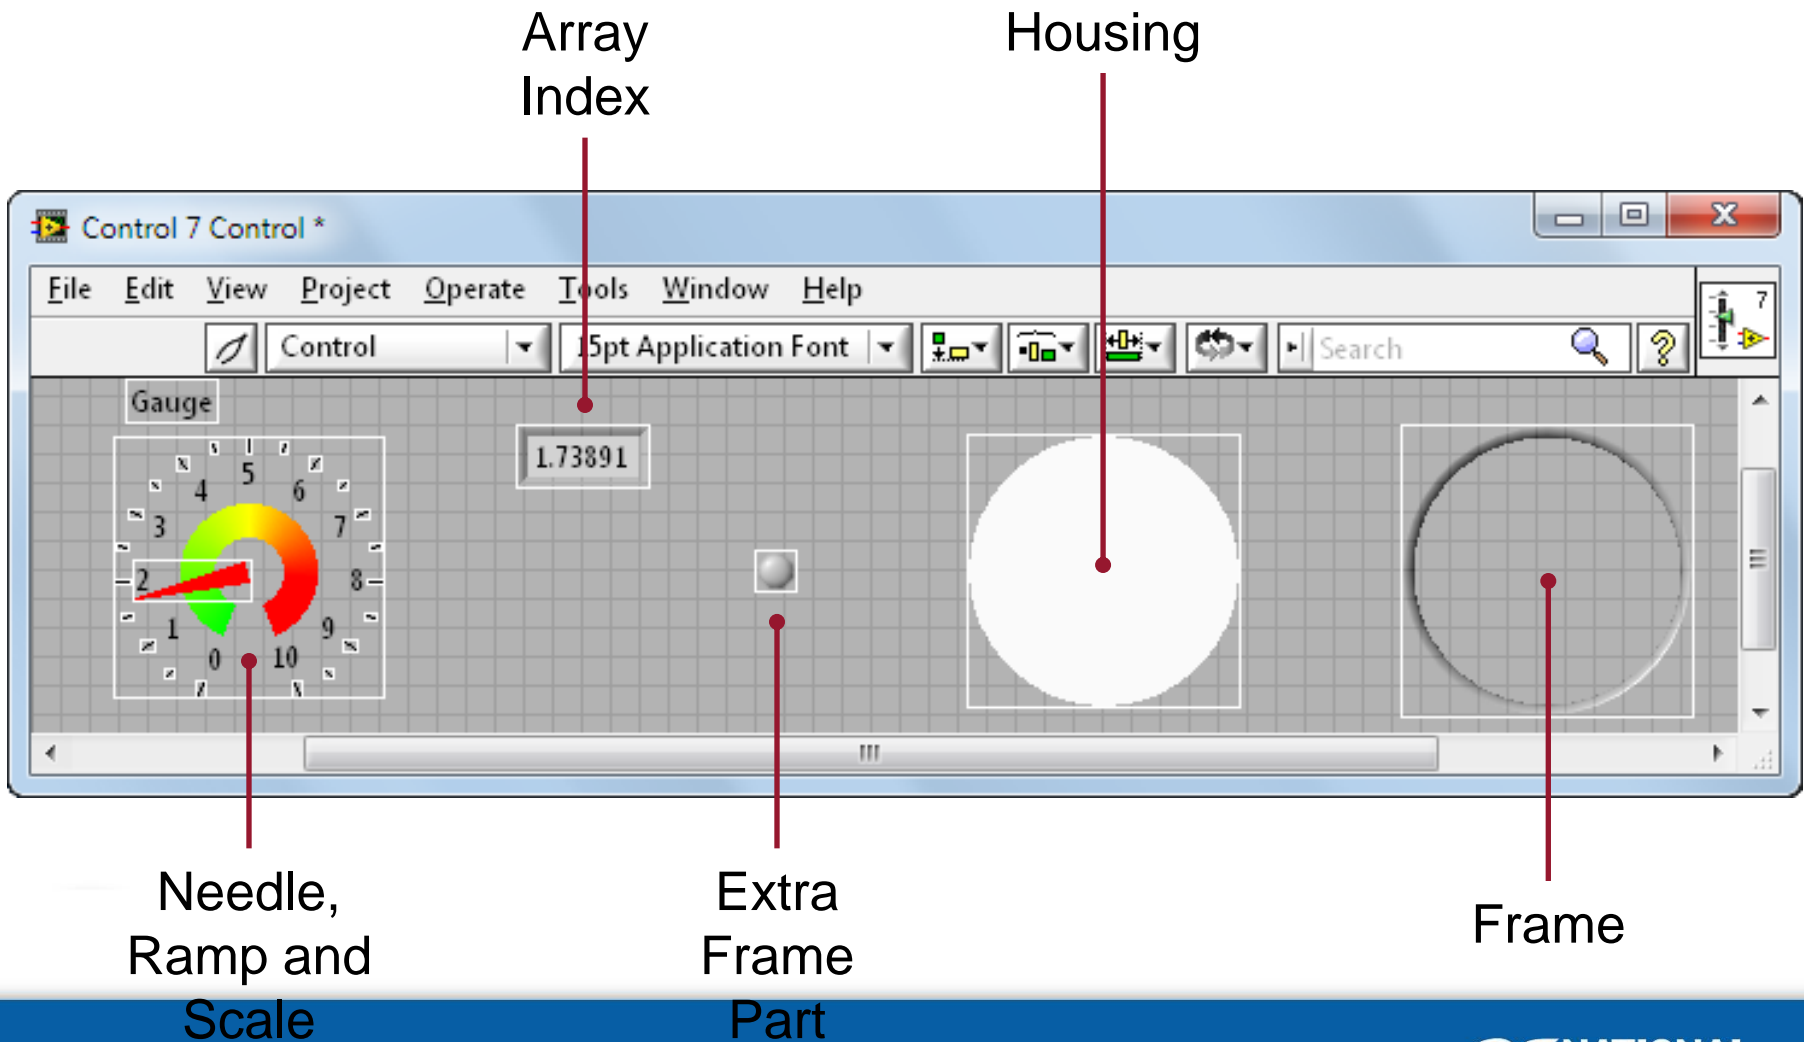 Array
Index
Housing
Control 7 Control *
File Edit View Project Operate Tools Window Help
Control
15pt Application Font
Search
?
7
Gauge
1.73891
0
1
2
3
4
5
6
7
8
9
10
Needle,
Ramp and
Scale
Extra
Frame
Part
Frame
NATIONAL